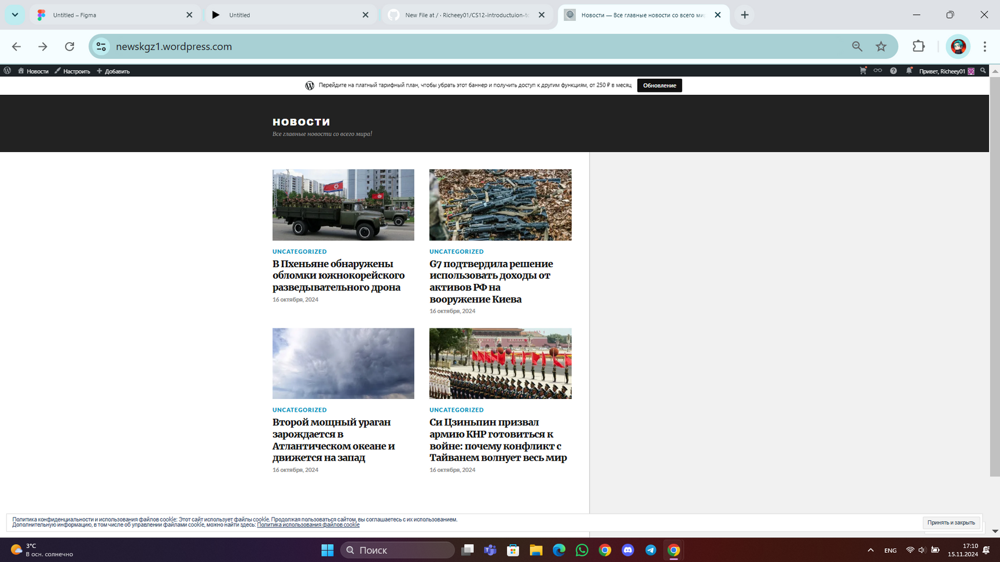 Untitled – Figma
Untitled
New File at / · Richeey01/CS12-introductuion-to
Новости — Все главные новости со всего ми
newskgz1.wordpress.com
Новости
Настроить
Добавить
Привет, Richeey01
Перейдите на платный тарифный план, чтобы убрать этот баннер и получить доступ к другим функциям, от 250 ₽ в месяц
Обновление
НОВОСТИ
Все главные новости со всего мира!
UNCATEGORIZED
В Пхеньяне обнаружены
обломки южнокорейского
разведывательного дрона
16 октября, 2024
UNCATEGORIZED
G7 подтвердила решение
использовать доходы от
активов РФ на
вооружение Киева
16 октября, 2024
UNCATEGORIZED
Второй мощный ураган
зарождается в
Атлантическом океане и
движется на запад
16 октября, 2024
UNCATEGORIZED
Си Цзиньпин призвал
армию КНР готовиться к
войне: почему конфликт с
Тайванем волнует весь мир
16 октября, 2024
Политика конфиденциальности и использования файлов cookie: Этот сайт использует файлы cookie. Продолжая пользоваться сайтом, вы соглашаетесь с их использованием.
Дополнительную информацию, в том числе об управлении файлами cookie, можно найти здесь: Политика использования файлов cookie
Принять и закрыть
3°C
В осн. солнечно
Поиск
ENG
17:10
15.11.2024